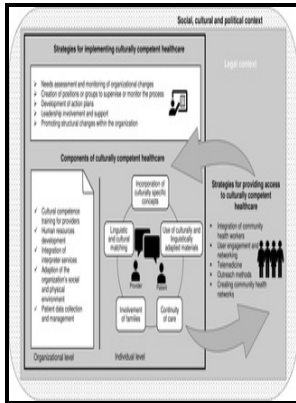 Social, cultural and political context
Legal context
Strategies for implementing culturally competent healthcare
Needs assessment and monitoring of organizational changes
Creation of positions or groups to supervise or monitor the process
Development of action plans
Leadership involvement and support
Promoting structural changes within the organization
Components of culturally competent healthcare
Cultural competence
training for providers
Human resources
development
Integration of
interpreter services
Adaption of the
organization's social
and physical
environment
Patient data collection
and management
Organizational level
Incorporation of
culturally specific
concepts
Linguistic
and cultural
matching
Use of culturally and
linguistically
adapted materials
Provider
Patient
Involvement
of families
Continuity
of care
Individual level
Strategies for providing access
to culturally competent
healthcare
Integration of community
health workers
User engagement and
networking
Telemedicine
Outreach methods
Creating community health
networks